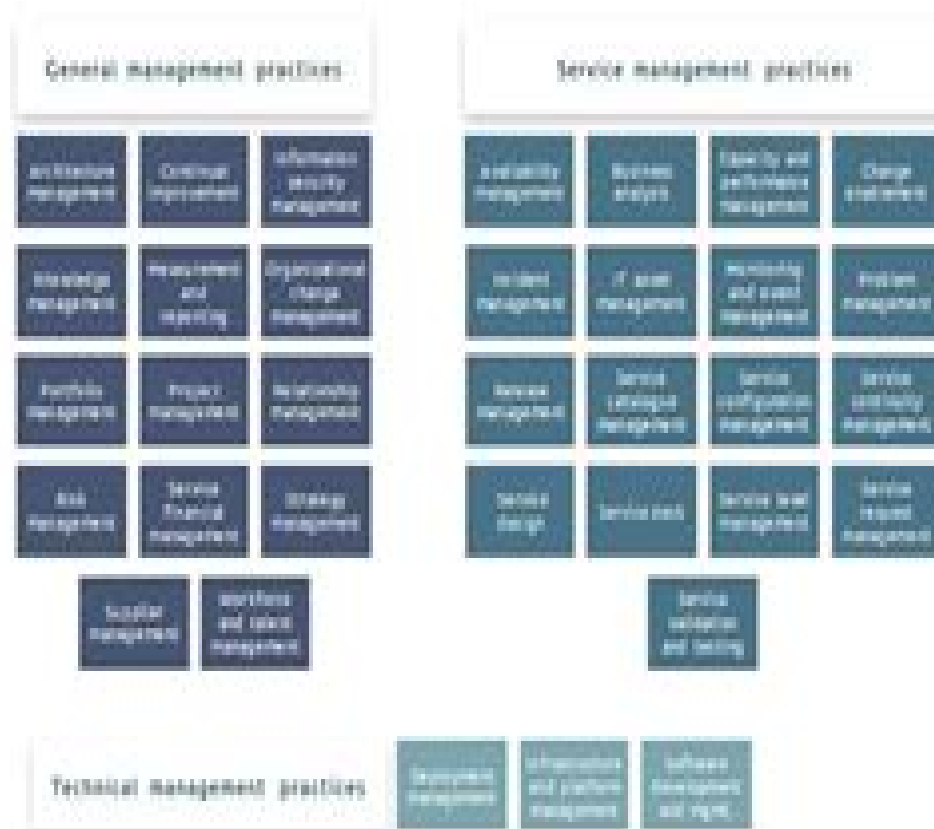 General management practices
Service management practices
Architecture
management
Continual
improvement
Information
security
management
Availability
management
Business
analysis
Capacity and
performance
management
Change
enablement
Knowledge
management
Measurement
and
reporting
Organizational
change
management
Incident
management
IT asset
management
Monitoring
and event
management
Problem
management
Portfolio
management
Project
management
Relationship
management
Release
management
Service
catalogue
management
Service
configuration
management
Service
continuity
management
Risk
management
Service
financial
management
Strategy
management
Service
design
Service desk
Service level
management
Service
request
management
Supplier
management
Workforce
and talent
management
Service
validation
and testing
Technical management practices
Deployment
management
Infrastructure
and platform
management
Software
development
and mgmt.